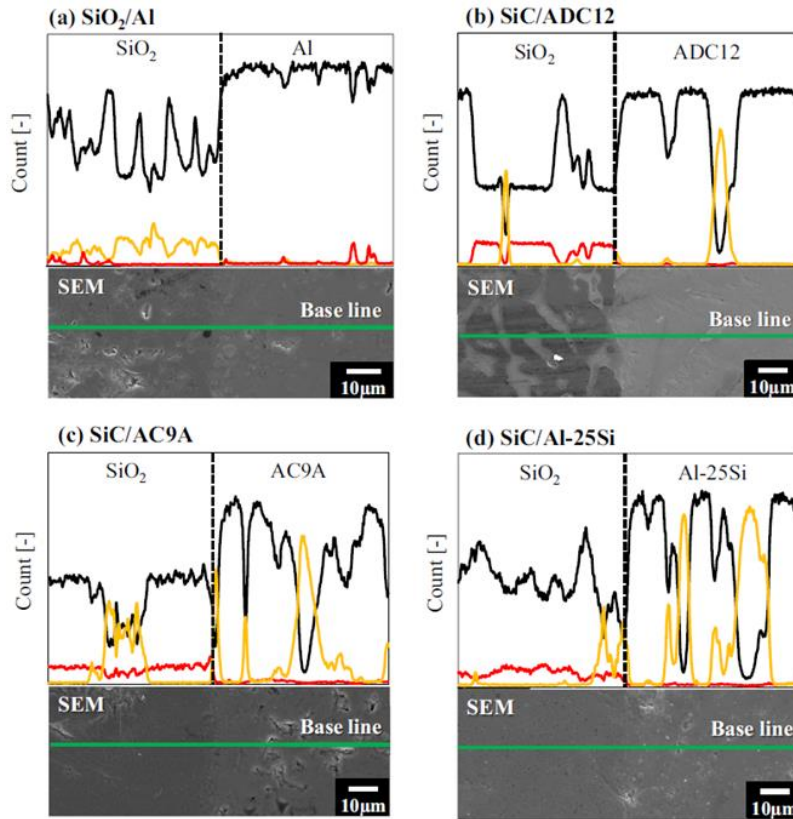 (a) SiO₂/Al
SiO₂
Al
Count [-]
SEM
Base line
10μm
(b) SiC/ADC12
SiO₂
ADC12
Count [-]
SEM
Base line
10μm
(c) SiC/AC9A
SiO₂
AC9A
Count [-]
SEM
Base line
10μm
(d) SiC/Al-25Si
SiO₂
Al-25Si
Count [-]
SEM
Base line
10μm